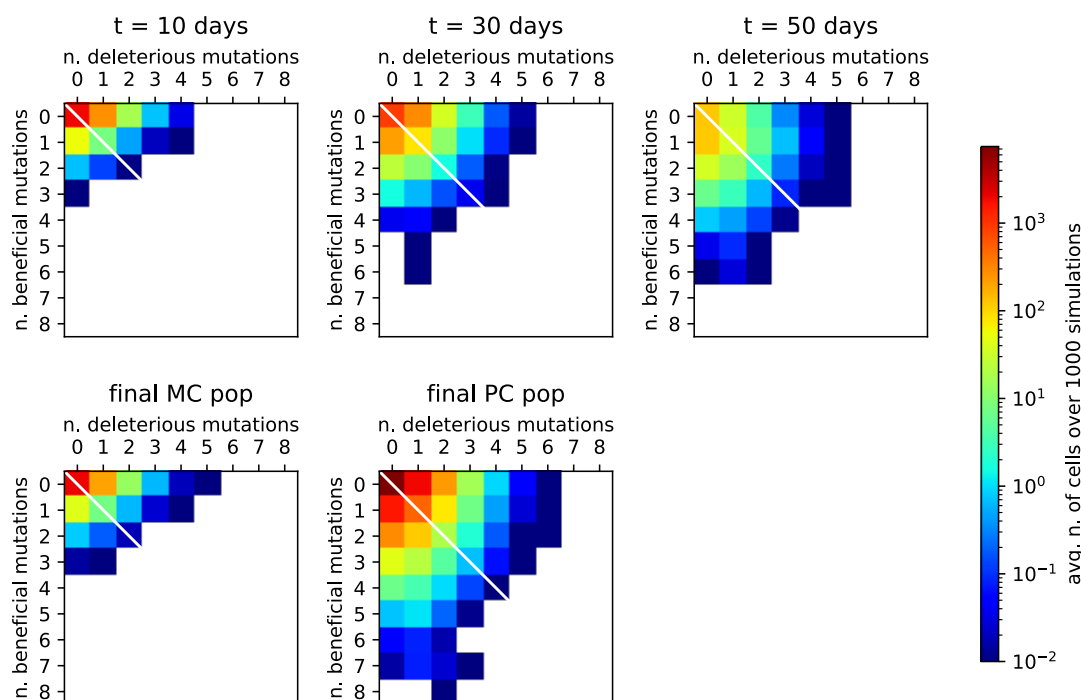 t = 10 days
n. deleterious mutations
0 1 2 3 4 5 6 7 8
n. beneficial mutations
0
1
2
3
4
5
6
7
8
t = 30 days
n. deleterious mutations
0 1 2 3 4 5 6 7 8
n. beneficial mutations
0
1
2
3
4
5
6
7
8
t = 50 days
n. deleterious mutations
0 1 2 3 4 5 6 7 8
n. beneficial mutations
0
1
2
3
4
5
6
7
8
final MC pop
n. deleterious mutations
0 1 2 3 4 5 6 7 8
n. beneficial mutations
0
1
2
3
4
5
6
7
8
final PC pop
n. deleterious mutations
0 1 2 3 4 5 6 7 8
n. beneficial mutations
0
1
2
3
4
5
6
7
8
10³
10²
10¹
10⁰
10⁻¹
10⁻²
avg. n. of cells over 1000 simulations